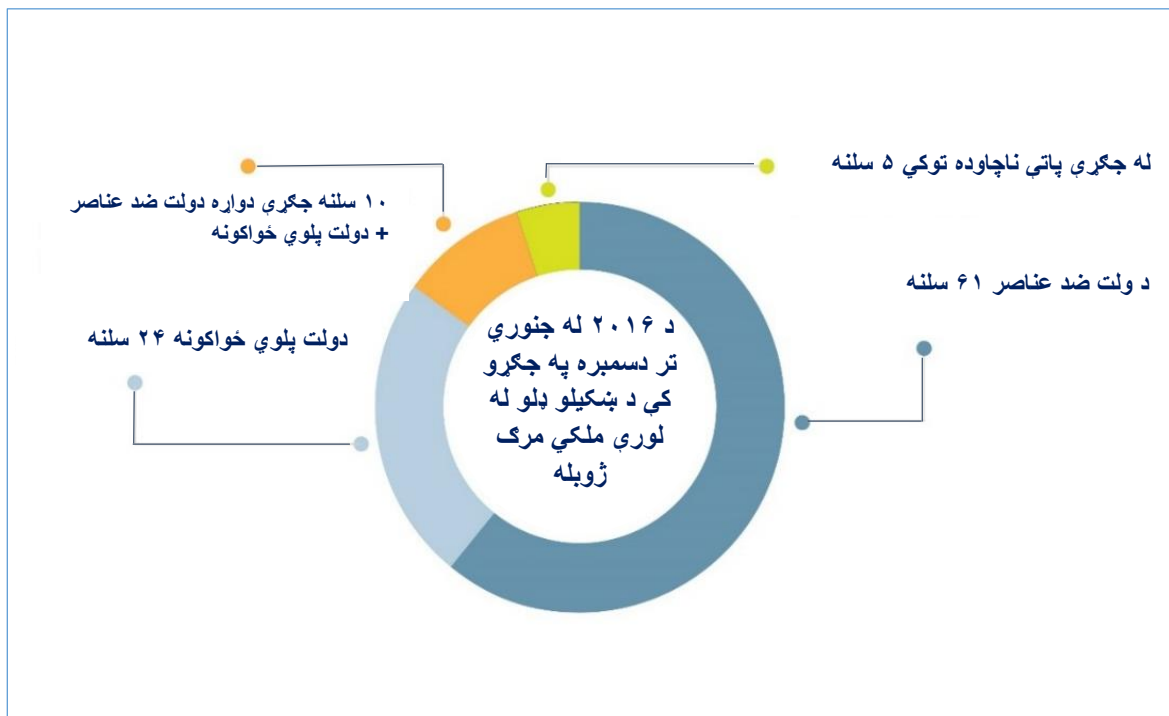 له جګړې پاتې ناچاوده توکي ۵ سلنه
۱۰ سلنه جګړې دواړه دولت ضد عناصر
+ دولت پلوي ځواکونه
د ولت ضد عناصر ۶۱ سلنه
دولت پلوي ځواکونه ۲۴ سلنه
د ۲۰۱۶ له جنوري
تر دسمبره په جګړو
کې د ښکیلو ډلو له
لورې ملکي مرګ
ژوبله